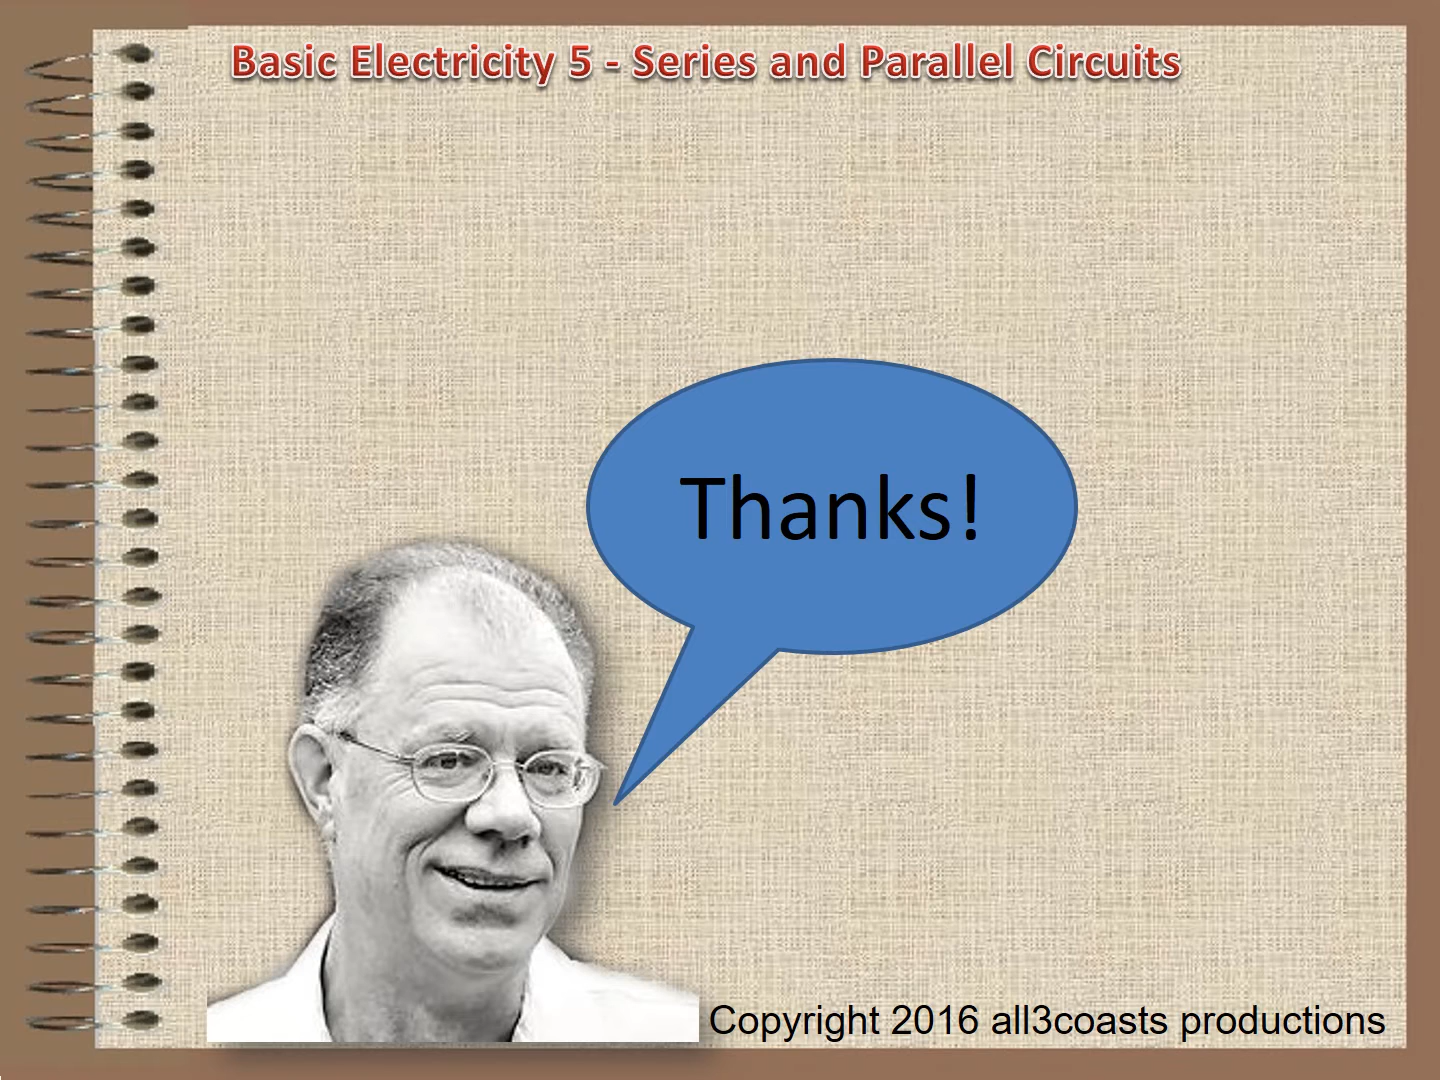 Basic Electricity 5 - Series and Parallel Circuits
Thanks!
Copyright 2016 all3coasts productions